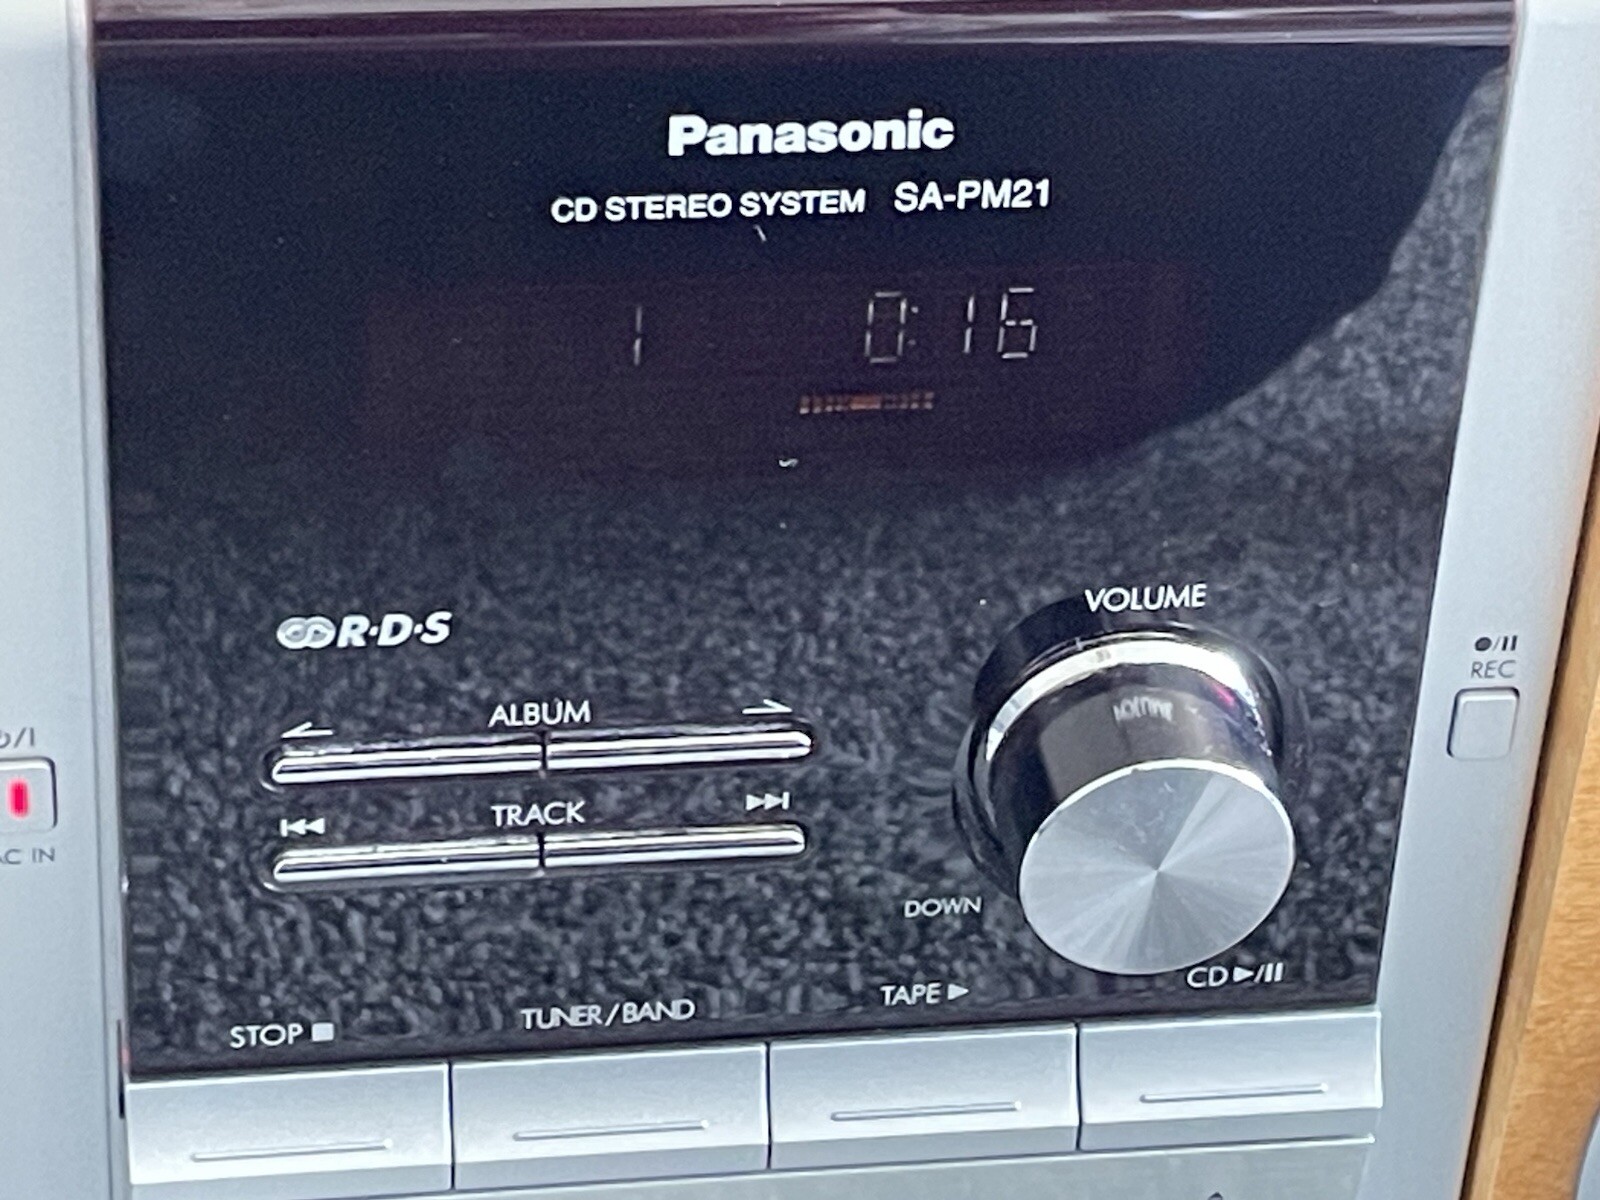 Panasonic
CD STEREO SYSTEM SA-PM21
1 0:16
R·D·S
VOLUME
REC
ALBUM
TRACK
AC IN
DOWN
STOP
TUNER/BAND
TAPE
CD